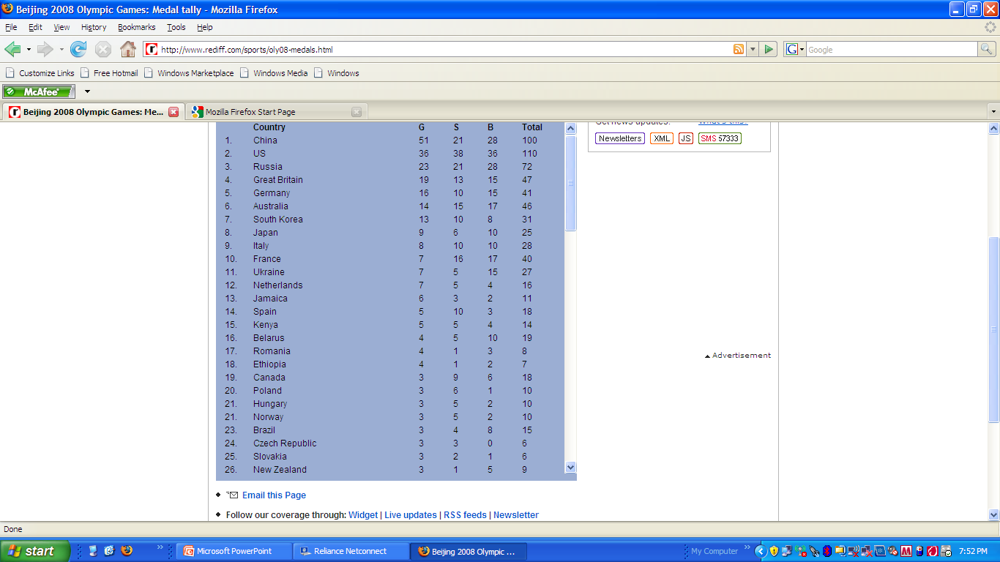 Beijing 2008 Olympic Games: Medal tally - Mozilla Firefox
File Edit View History Bookmarks Tools Help
http://www.rediff.com/sports/oly08-medals.html G Google
Customize Links Free Hotmail Windows Marketplace Windows Media Windows
McAfee
Beijing 2008 Olympic Games: Me... Mozilla Firefox Start Page
Get news updates: What's this?
Country G S B Total
1. China 51 21 28 100
Newsletters XML JS SMS 57333
2. US 36 38 36 110
3. Russia 23 21 28 72
4. Great Britain 19 13 15 47
5. Germany 16 10 15 41
6. Australia 14 15 17 46
7. South Korea 13 10 8 31
8. Japan 9 6 10 25
9. Italy 8 10 10 28
10. France 7 16 17 40
11. Ukraine 7 5 15 27
12. Netherlands 7 5 4 16
13. Jamaica 6 3 2 11
14. Spain 5 10 3 18
15. Kenya 5 5 4 14
16. Belarus 4 5 10 19
17. Romania 4 1 3 8
Advertisement
18. Ethiopia 4 1 2 7
19. Canada 3 9 6 18
20. Poland 3 6 1 10
21. Hungary 3 5 2 10
21. Norway 3 5 2 10
23. Brazil 3 4 8 15
24. Czech Republic 3 3 0 6
25. Slovakia 3 2 1 6
26. New Zealand 3 1 5 9
Email this Page
Follow our coverage through: Widget | Live updates | RSS feeds | Newsletter
Done
start Microsoft PowerPoint Reliance Netconnect Beijing 2008 Olympic ... My Computer 7:52 PM